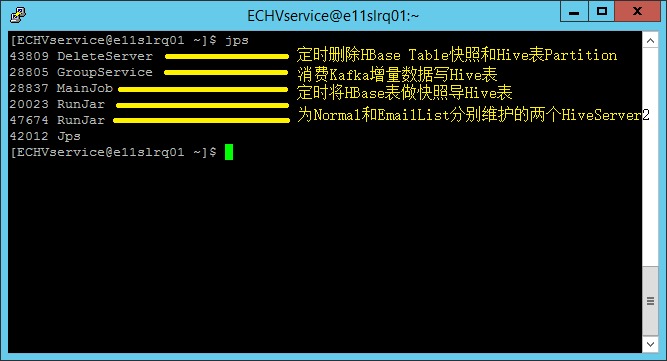 ECHVservice@e11slrq01:~
[ECHVservice@e11slrq01 ~]$ jps
43809 DeleteServer 定时删除HBase Table快照和Hive表Partition
28805 GroupService 消费Kafka增量数据写Hive表
28837 MainJob 定时将HBase表做快照导Hive表
20023 RunJar
47674 RunJar 为Normal和EmailList分别维护的两个HiveServer2
42012 Jps
[ECHVservice@e11slrq01 ~]$